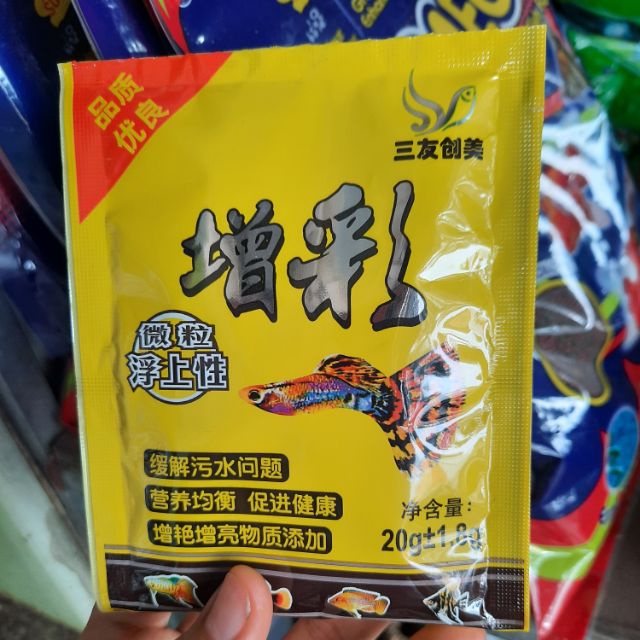 品质
优良
三友创美
增彩
微粒
浮上性
缓解污水问题
营养均衡 促进健康
增艳增亮物质添加
净含量:
20g±1.8g